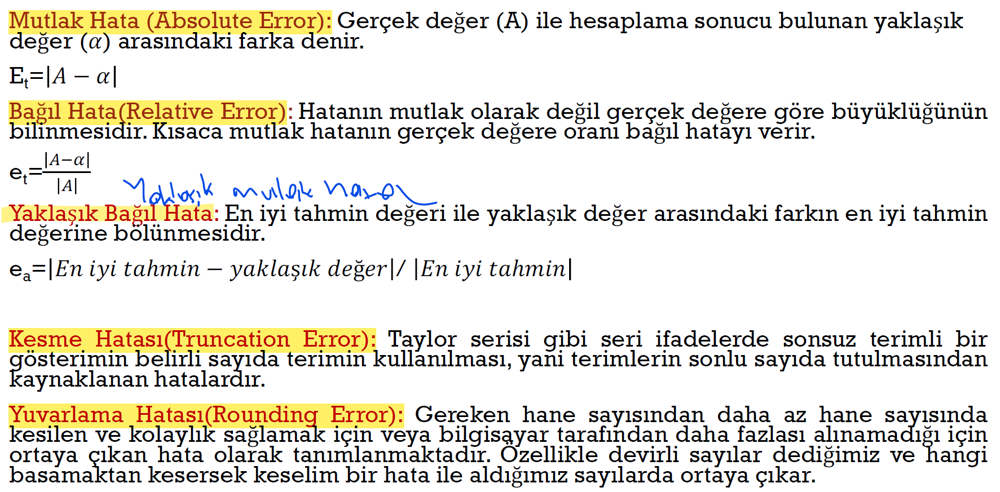 Mutlak Hata (Absolute Error): Gerçek değer (A) ile hesaplama sonucu bulunan yaklaşık
değer (α) arasındaki farka denir.
Et=|A − α|
Bağıl Hata(Relative Error): Hatanın mutlak olarak değil gerçek değere göre büyüklüğünün
bilinmesidir. Kısaca mutlak hatanın gerçek değere oranı bağıl hatayı verir.
et=|A−α|/|A|
Yaklaşık mutlak hata
Yaklaşık Bağıl Hata: En iyi tahmin değeri ile yaklaşık değer arasındaki farkın en iyi tahmin
değerine bölünmesidir.
ea=|En iyi tahmin − yaklaşık değer|/ |En iyi tahmin|
Kesme Hatası(Truncation Error): Taylor serisi gibi seri ifadelerde sonsuz terimli bir
gösterimin belirli sayıda terimin kullanılması, yani terimlerin sonlu sayıda tutulmasından
kaynaklanan hatalardır.
Yuvarlama Hatası(Rounding Error): Gereken hane sayısından daha az hane sayısında
kesilen ve kolaylık sağlamak için veya bilgisayar tarafından daha fazlası alınamadığı için
ortaya çıkan hata olarak tanımlanmaktadır. Özellikle devirli sayılar dediğimiz ve hangi
basamaktan kesersek keselim bir hata ile aldığımız sayılarda ortaya çıkar.